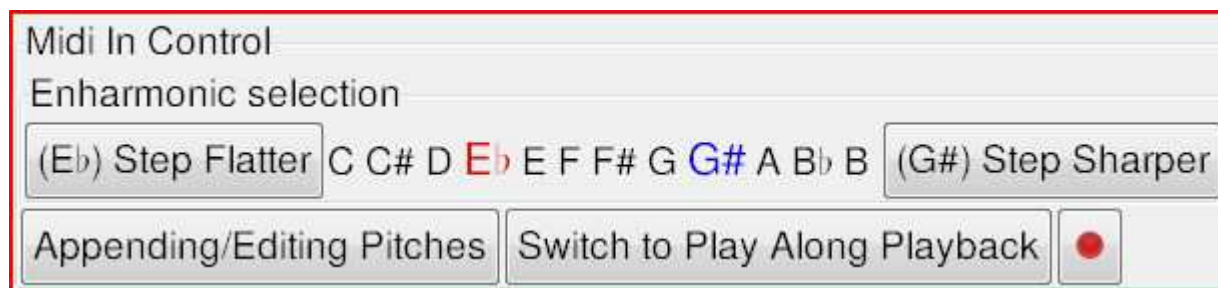 Midi In Control
Enharmonic selection
(E♭) Step Flatter C C# D E♭ E F F# G G# A B♭ B (G#) Step Sharper
Appending/Editing Pitches Switch to Play Along Playback